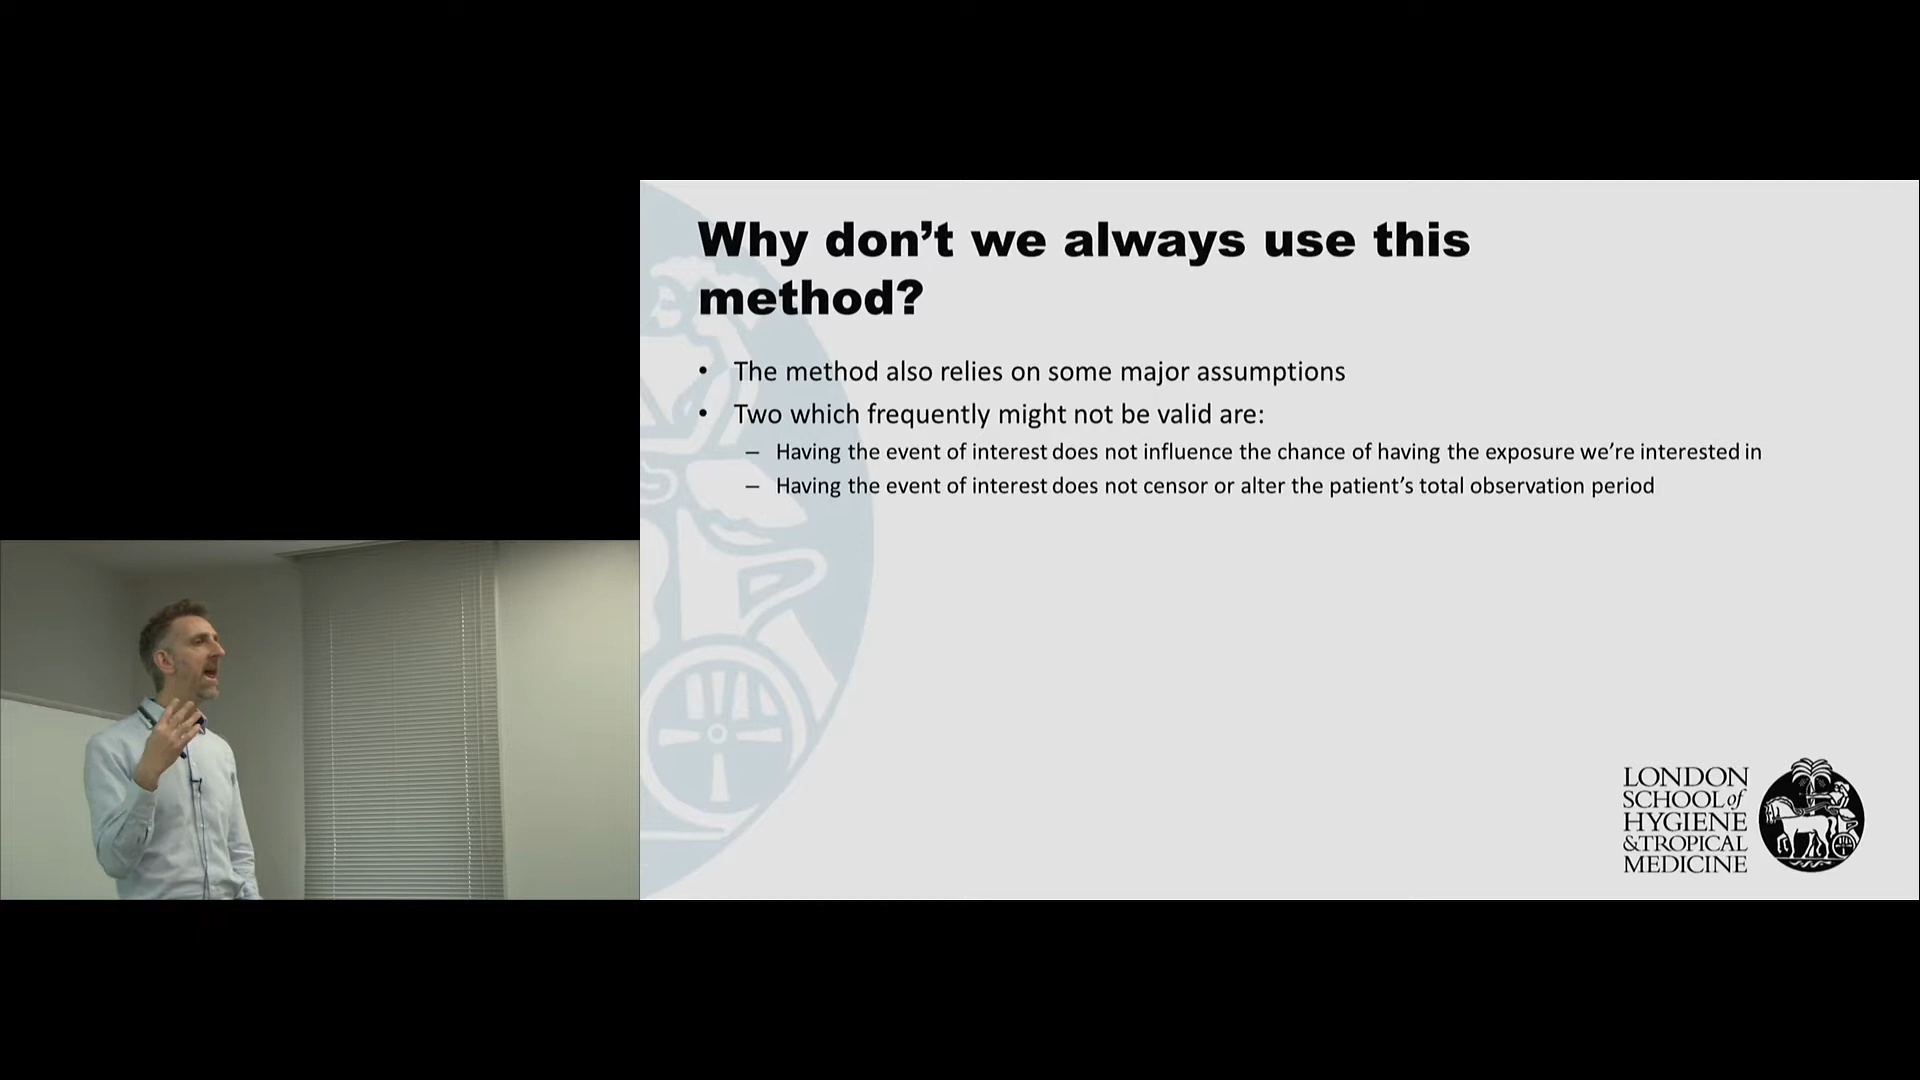 Why don’t we always use this
method?
• The method also relies on some major assumptions
• Two which frequently might not be valid are:
– Having the event of interest does not influence the chance of having the exposure we’re interested in
– Having the event of interest does not censor or alter the patient’s total observation period
LONDON
SCHOOL of
HYGIENE
&TROPICAL
MEDICINE